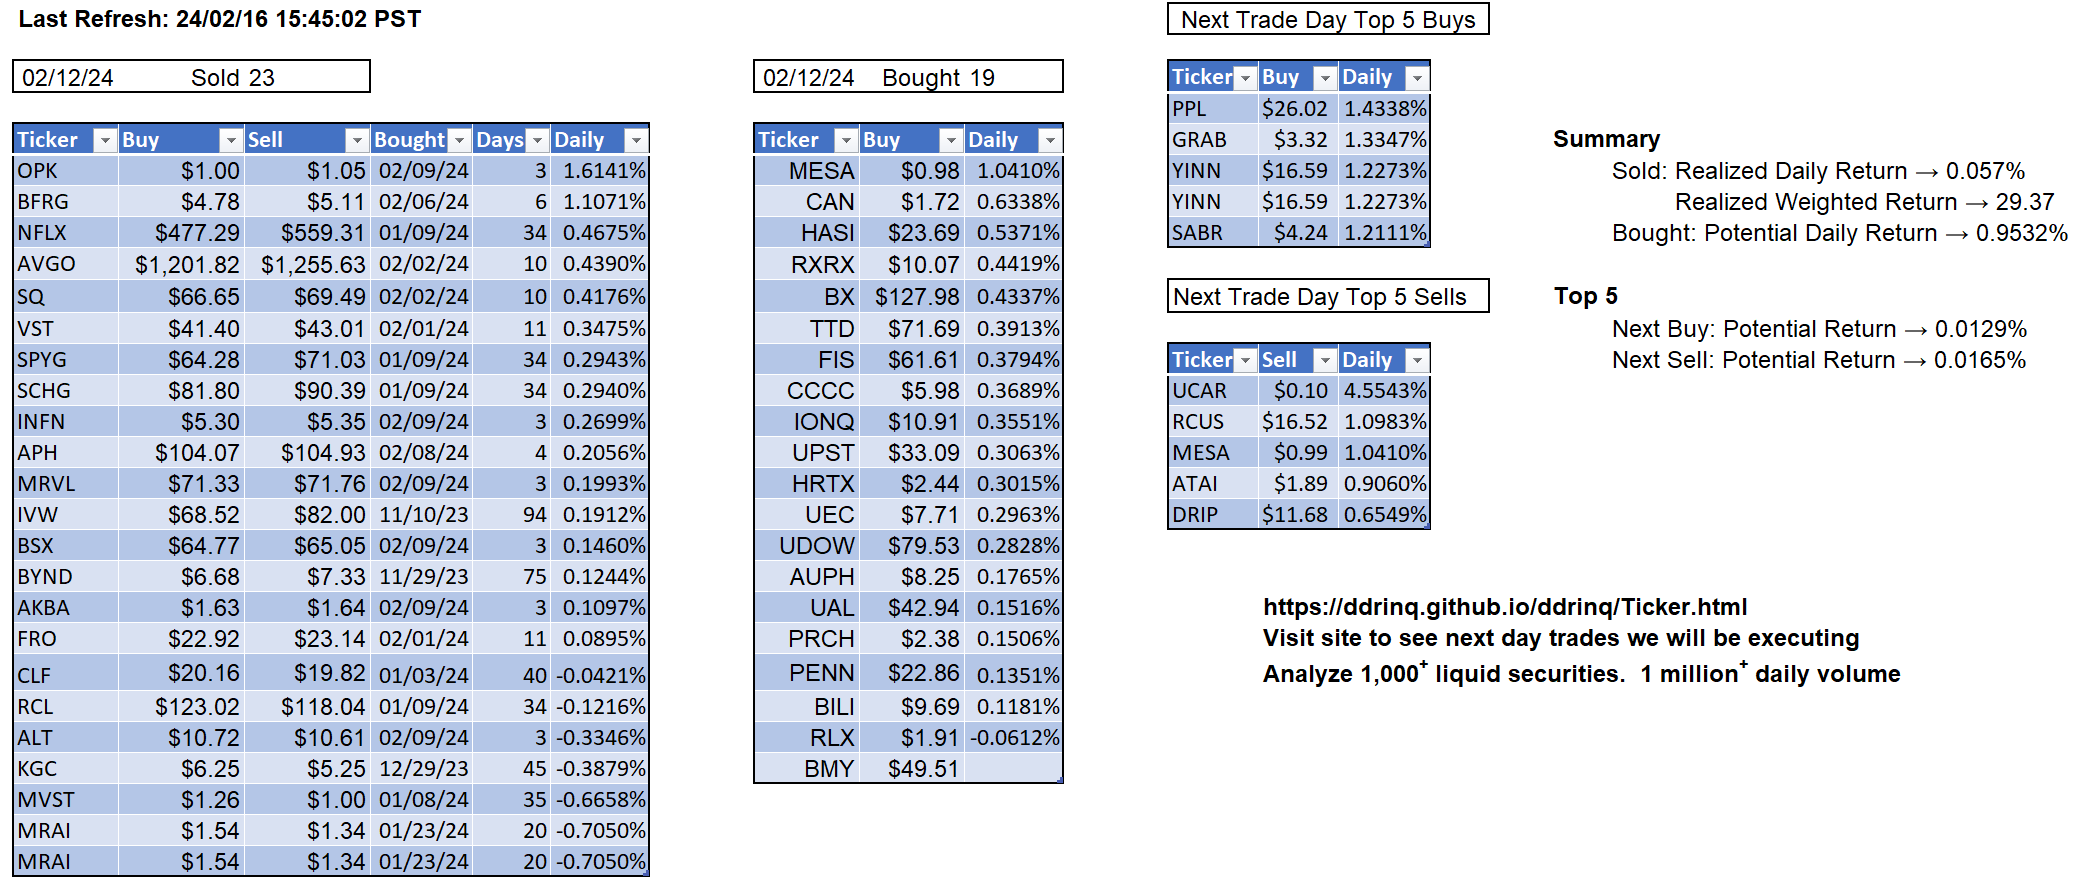 Last Refresh: 24/02/16 15:45:02 PST
02/12/24 Sold 23
Ticker Buy Sell Bought Days Daily
OPK $1.00 $1.05 02/09/24 3 1.6141%
BFRG $4.78 $5.11 02/06/24 6 1.1071%
NFLX $477.29 $559.31 01/09/24 34 0.4675%
AVGO $1,201.82 $1,255.63 02/02/24 10 0.4390%
SQ $66.65 $69.49 02/02/24 10 0.4176%
VST $41.40 $43.01 02/01/24 11 0.3475%
SPYG $64.28 $71.03 01/09/24 34 0.2943%
SCHG $81.80 $90.39 01/09/24 34 0.2940%
INFN $5.30 $5.35 02/09/24 3 0.2699%
APH $104.07 $104.93 02/08/24 4 0.2056%
MRVL $71.33 $71.76 02/09/24 3 0.1993%
IVW $68.52 $82.00 11/10/23 94 0.1912%
BSX $64.77 $65.05 02/09/24 3 0.1460%
BYND $6.68 $7.33 11/29/23 75 0.1244%
AKBA $1.63 $1.64 02/09/24 3 0.1097%
FRO $22.92 $23.14 02/01/24 11 0.0895%
CLF $20.16 $19.82 01/03/24 40 -0.0421%
RCL $123.02 $118.04 01/09/24 34 -0.1216%
ALT $10.72 $10.61 02/09/24 3 -0.3346%
KGC $6.25 $5.25 12/29/23 45 -0.3879%
MVST $1.26 $1.00 01/08/24 35 -0.6658%
MRAI $1.54 $1.34 01/23/24 20 -0.7050%
MRAI $1.54 $1.34 01/23/24 20 -0.7050%
02/12/24 Bought 19
Ticker Buy Daily
MESA $0.98 1.0410%
CAN $1.72 0.6338%
HASI $23.69 0.5371%
RXRX $10.07 0.4419%
BX $127.98 0.4337%
TTD $71.69 0.3913%
FIS $61.61 0.3794%
CCCC $5.98 0.3689%
IONQ $10.91 0.3551%
UPST $33.09 0.3063%
HRTX $2.44 0.3015%
UEC $7.71 0.2963%
UDOW $79.53 0.2828%
AUPH $8.25 0.1765%
UAL $42.94 0.1516%
PRCH $2.38 0.1506%
PENN $22.86 0.1351%
BILI $9.69 0.1181%
RLX $1.91 -0.0612%
BMY $49.51
Next Trade Day Top 5 Buys
Ticker Buy Daily
PPL $26.02 1.4338%
GRAB $3.32 1.3347%
YINN $16.59 1.2273%
YINN $16.59 1.2273%
SABR $4.24 1.2111%
Next Trade Day Top 5 Sells
Ticker Sell Daily
UCAR $0.10 4.5543%
RCUS $16.52 1.0983%
MESA $0.99 1.0410%
ATAI $1.89 0.9060%
DRIP $11.68 0.6549%
Summary
Sold: Realized Daily Return → 0.057%
Realized Weighted Return → 29.37
Bought: Potential Daily Return → 0.9532%
Top 5
Next Buy: Potential Return → 0.0129%
Next Sell: Potential Return → 0.0165%
https://ddrinq.github.io/ddrinq/Ticker.html
Visit site to see next day trades we will be executing
Analyze 1,000+ liquid securities. 1 million+ daily volume